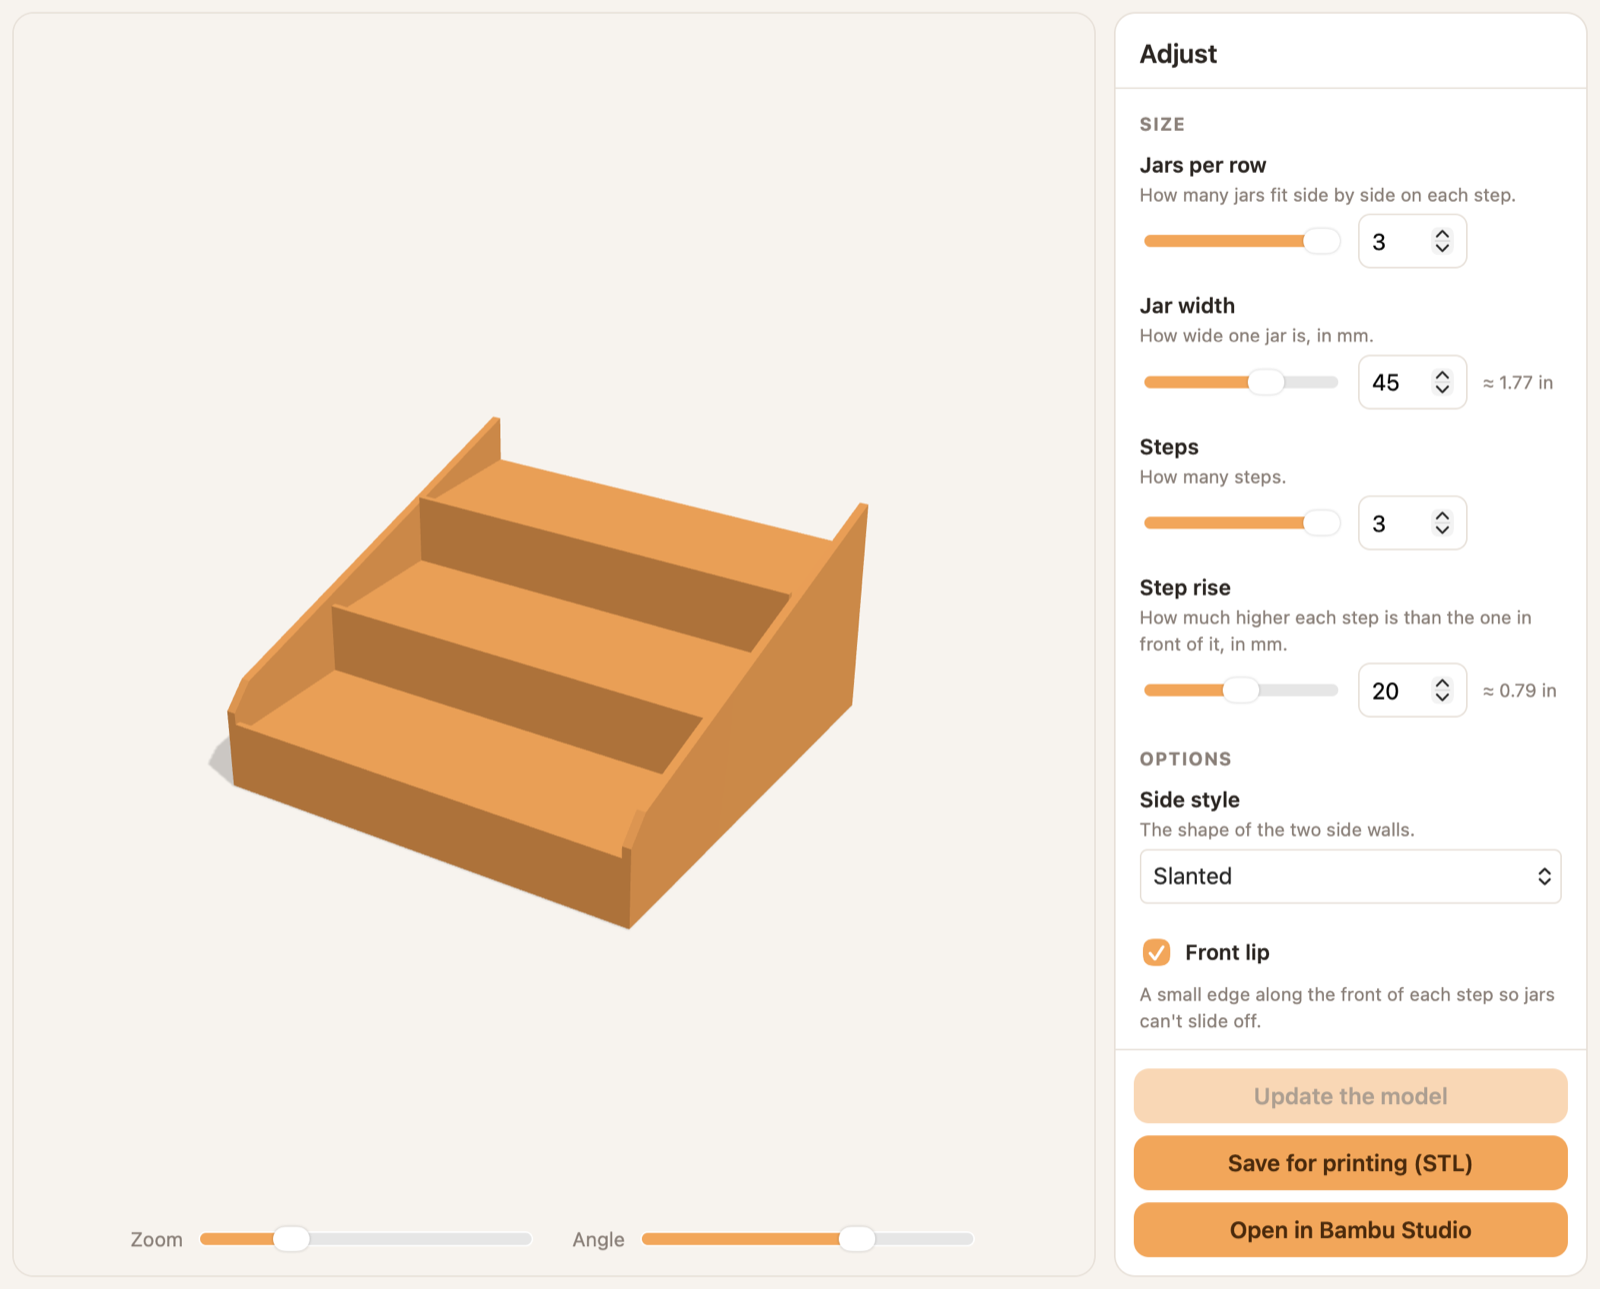 Adjust
SIZE
Jars per row
How many jars fit side by side on each step.
3
Jar width
How wide one jar is, in mm.
45
≈ 1.77 in
Steps
How many steps.
3
Step rise
How much higher each step is than the one in
front of it, in mm.
20
≈ 0.79 in
OPTIONS
Side style
The shape of the two side walls.
Slanted
Front lip
A small edge along the front of each step so jars
can't slide off.
Update the model
Save for printing (STL)
Open in Bambu Studio
Zoom
Angle